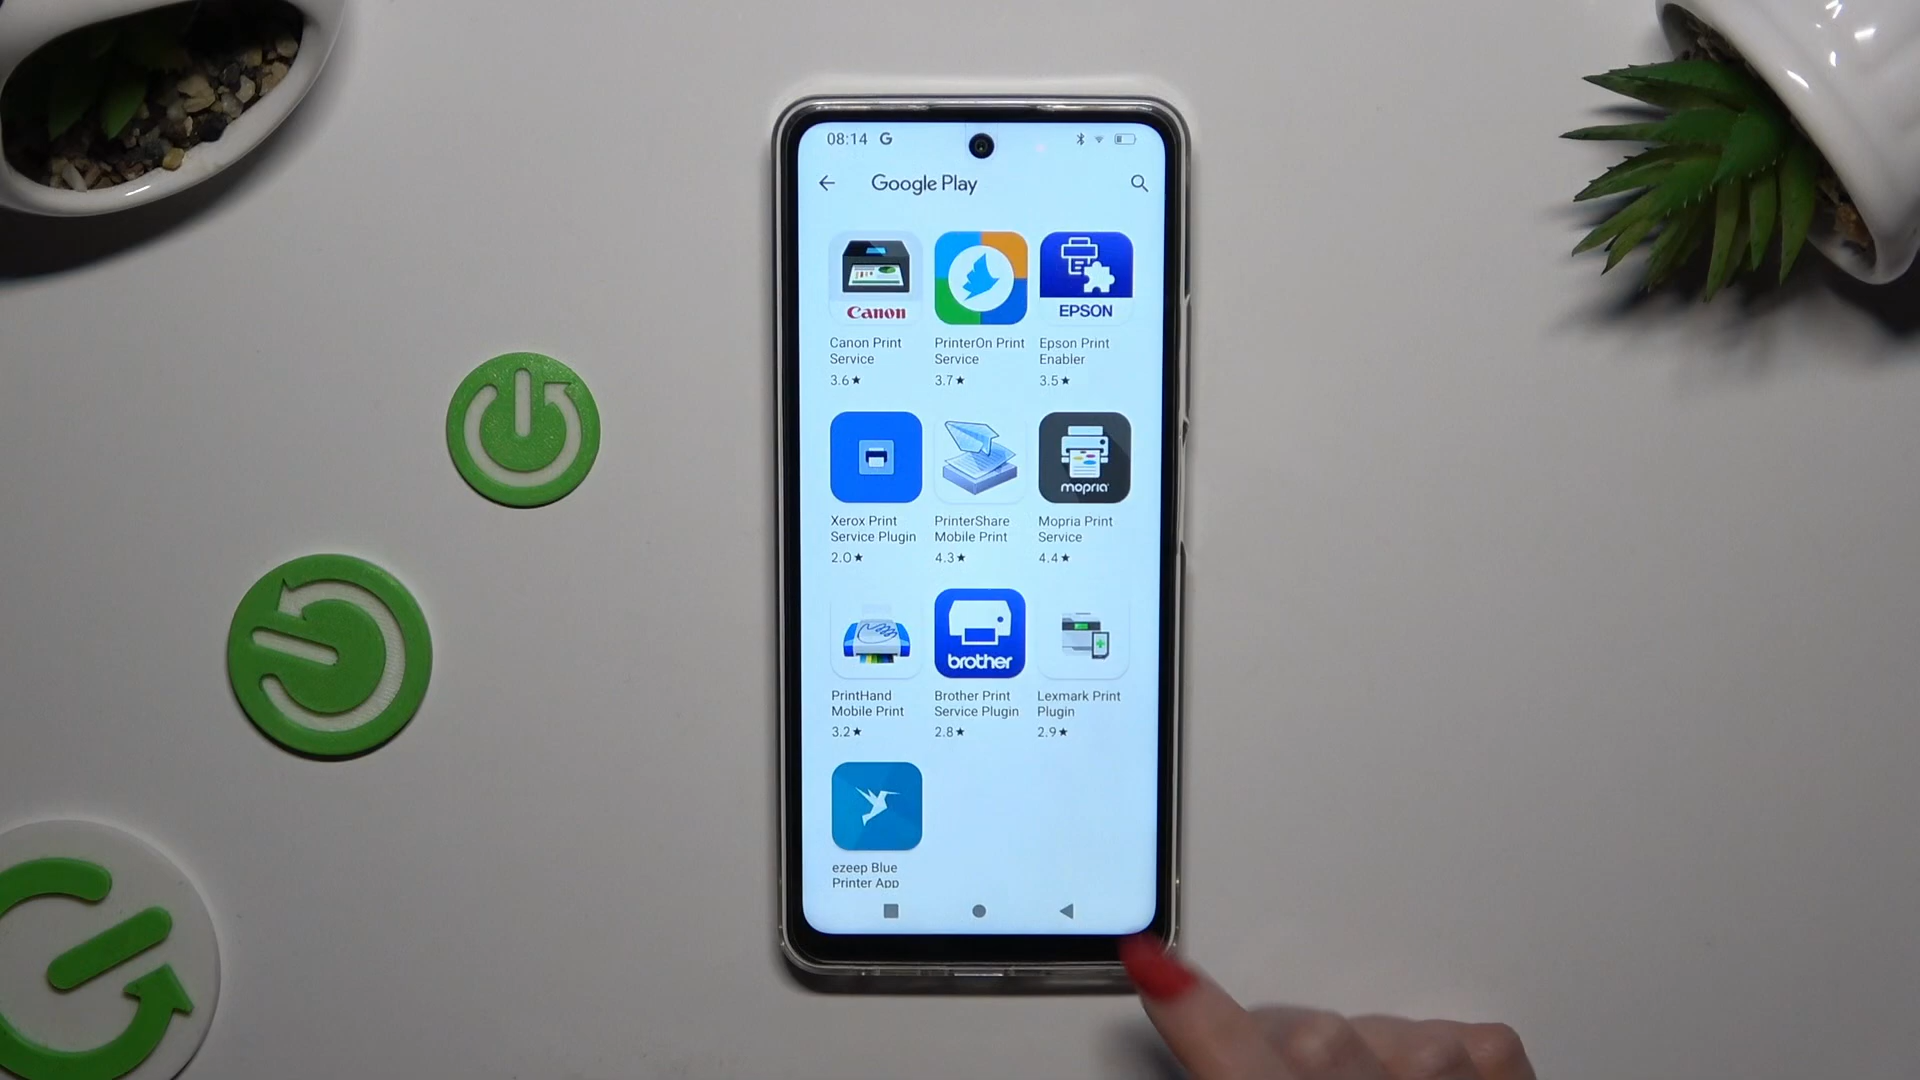 08:14 G
Google Play
Canon
EPSON
Canon Print
Service
3.6★
PrinterOn Print
Service
3.7★
Epson Print
Enabler
3.5★
mopria
Xerox Print
Service Plugin
2.0★
PrinterShare
Mobile Print
4.3★
Mopria Print
Service
4.4★
brother
PrintHand
Mobile Print
3.2★
Brother Print
Service Plugin
2.8★
Lexmark Print
Plugin
2.9★
ezeep Blue
Printer App